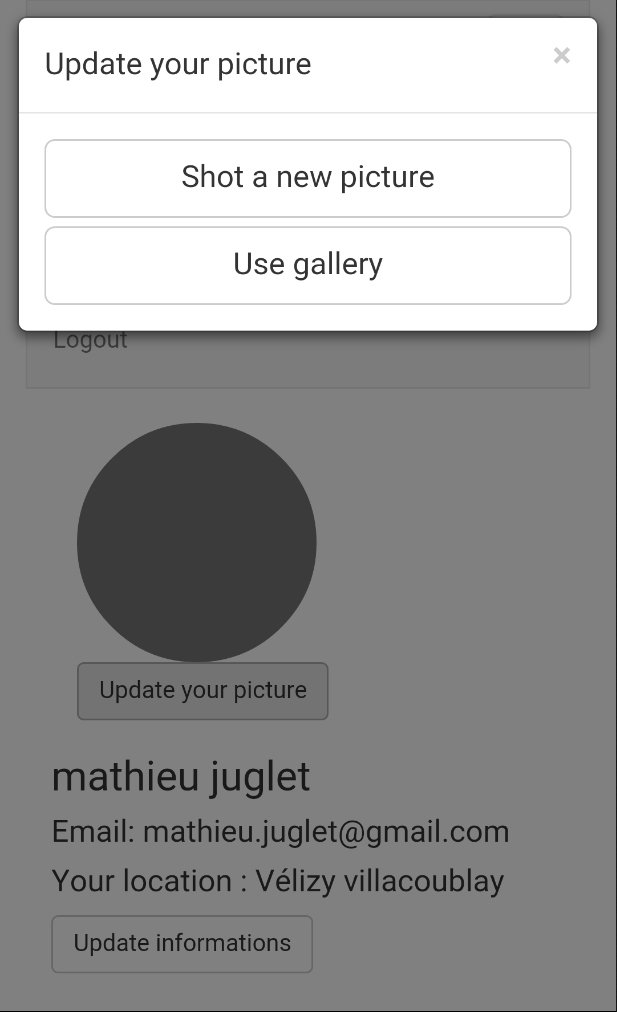 Update your picture
×
Shot a new picture
Use gallery
Logout
Update your picture
mathieu juglet
Email: mathieu.juglet@gmail.com
Your location : Vélizy villacoublay
Update informations